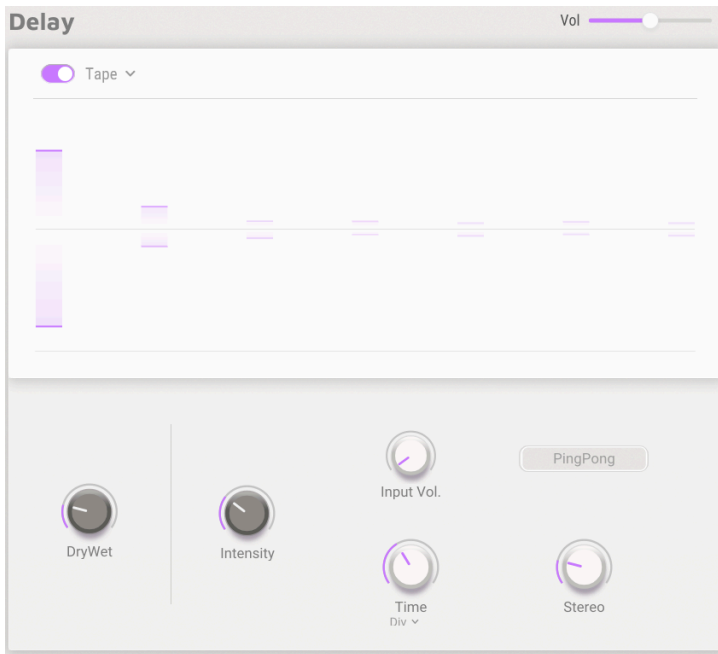 Delay
Vol
Tape
PingPong
Input Vol.
DryWet
Intensity
Time
Div
Stereo